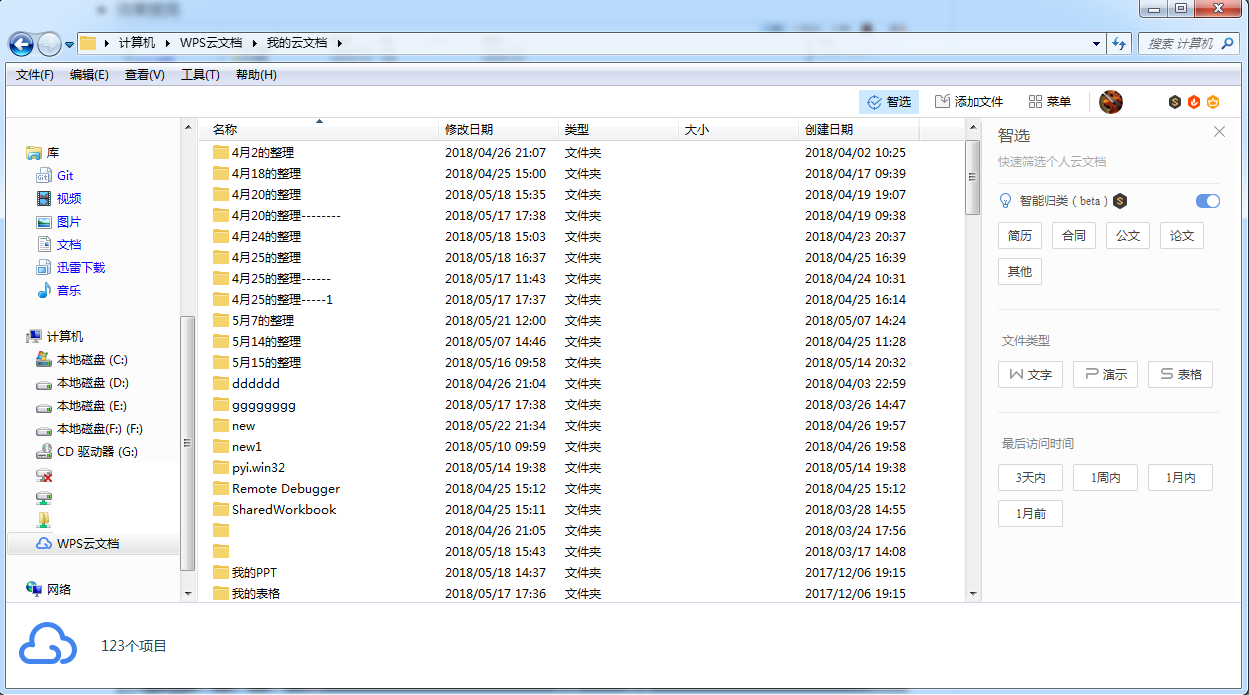 计算机 WPS云文档 我的云文档 搜索 计算机
文件(F) 编辑(E) 查看(V) 工具(T) 帮助(H)
智选 添加文件 菜单
库
Git
视频
图片
文档
迅雷下载
音乐
计算机
本地磁盘 (C:)
本地磁盘 (D:)
本地磁盘 (E:)
本地磁盘(F:) (F:)
CD 驱动器 (G:)
WPS云文档
网络
名称 修改日期 类型 大小 创建日期
4月2的整理 2018/04/26 21:07 文件夹 2018/04/02 10:25
4月18的整理 2018/04/25 15:00 文件夹 2018/04/17 09:39
4月20的整理 2018/05/18 15:35 文件夹 2018/04/19 19:07
4月20的整理-------- 2018/05/17 17:38 文件夹 2018/04/19 09:38
4月24的整理 2018/05/18 15:03 文件夹 2018/04/23 20:37
4月25的整理 2018/05/18 16:37 文件夹 2018/04/25 16:39
4月25的整理------ 2018/05/17 11:43 文件夹 2018/04/24 10:31
4月25的整理-----1 2018/05/17 17:37 文件夹 2018/04/25 16:14
5月7的整理 2018/05/21 12:00 文件夹 2018/05/07 14:24
5月14的整理 2018/05/07 14:46 文件夹 2018/04/25 11:28
5月15的整理 2018/05/16 09:58 文件夹 2018/05/14 20:32
dddddd 2018/04/26 21:04 文件夹 2018/04/03 22:59
gggggggg 2018/05/17 17:38 文件夹 2018/03/26 14:47
new 2018/05/22 21:34 文件夹 2018/04/26 19:57
new1 2018/05/10 09:59 文件夹 2018/04/26 19:58
pyi.win32 2018/05/14 19:38 文件夹 2018/05/14 19:38
Remote Debugger 2018/04/25 15:12 文件夹 2018/04/25 15:12
SharedWorkbook 2018/04/25 15:11 文件夹 2018/03/28 14:55
2018/04/26 21:05 文件夹 2018/03/24 17:56
2018/05/18 15:43 文件夹 2018/03/17 14:08
我的PPT 2018/05/18 14:37 文件夹 2017/12/06 19:15
我的表格 2018/05/17 17:36 文件夹 2017/12/06 19:15
智选
快速筛选个人云文档
智能归类（beta）
简历 合同 公文 论文
其他
文件类型
文字 演示 表格
最后访问时间
3天内 1周内 1月内
1月前
123个项目